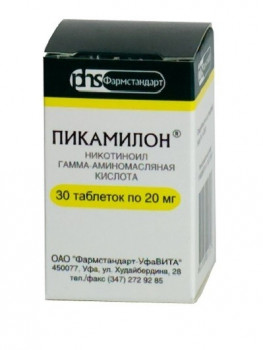 phs Фармстандарт
ПИКАМИЛОН®
НИКОТИНОИЛ
ГАММА-АМИНОМАСЛЯНАЯ
КИСЛОТА
30 таблеток по 20 мг
ОАО "Фармстандарт-УфаВИТА"
450077, Уфа, ул. Худайбердина, 28
тел./факс (347) 272 92 85